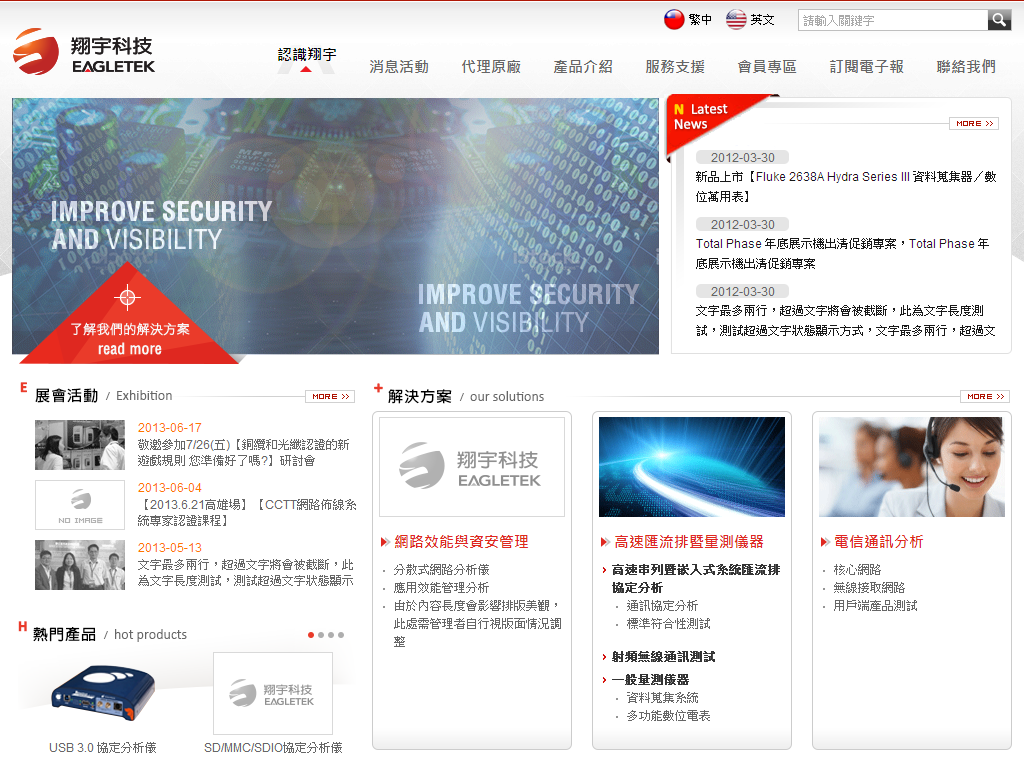 繁中
英文
請輸入關鍵字
翔宇科技
EAGLETEK
認識翔宇
消息活動
代理原廠
產品介紹
服務支援
會員專區
訂閱電子報
聯絡我們
IMPROVE SECURITY
AND VISIBILITY
IMPROVE SECURITY
AND VISIBILITY
了解我們的解決方案
read more
N Latest
News
MORE >>
2012-03-30
新品上市【Fluke 2638A Hydra Series III 資料蒐集器／數
位萬用表】
2012-03-30
Total Phase 年底展示機出清促銷專案，Total Phase 年
底展示機出清促銷專案
2012-03-30
文字最多兩行，超過文字將會被截斷，此為文字長度測
試，測試超過文字狀態顯示方式，文字最多兩行，超過文
E 展會活動 / Exhibition
MORE >>
2013-06-17
敬邀參加7/26(五)【銅纜和光纖認證的新
遊戲規則 您準備好了嗎?】研討會
NO IMAGE
2013-06-04
【2013.6.21高雄場】【CCTT網路佈線系
統專家認證課程】
2013-05-13
文字最多兩行，超過文字將會被截斷，此
為文字長度測試，測試超過文字狀態顯示
H 熱門產品 / hot products
USB 3.0 協定分析儀
翔宇科技
EAGLETEK
SD/MMC/SDIO協定分析儀
+ 解決方案 / our solutions
MORE >>
翔宇科技
EAGLETEK
網路效能與資安管理
分散式網路分析儀
應用效能管理分析
由於內容長度會影響排版美觀，
此處需管理者自行視版面情況調
整
高速匯流排暨量測儀器
高速串列暨嵌入式系統匯流排
協定分析
通訊協定分析
標準符合性測試
射頻無線通訊測試
一般量測儀器
資料蒐集系統
多功能數位電表
電信通訊分析
核心網路
無線接取網路
用戶端產品測試